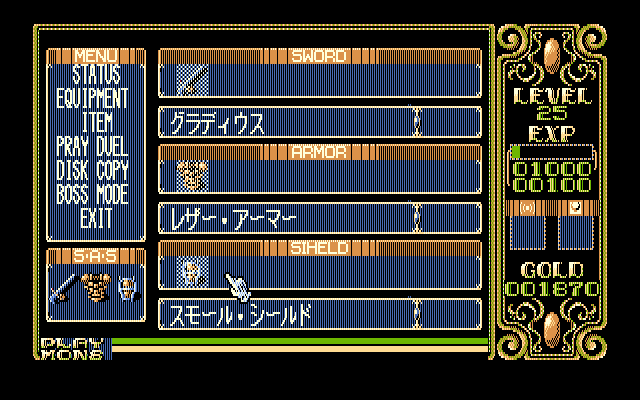 MENU
STATUS
EQUIPMENT
ITEM
PRAY DUEL
DISK COPY
BOSS MODE
EXIT
S·A·S
SWORD
グラディウス
ARMOR
レザー・アーマー
SIHELD
スモール・シールド
LEVEL
25
EXP
01000
00100
GOLD
001870
PLAY
MONS